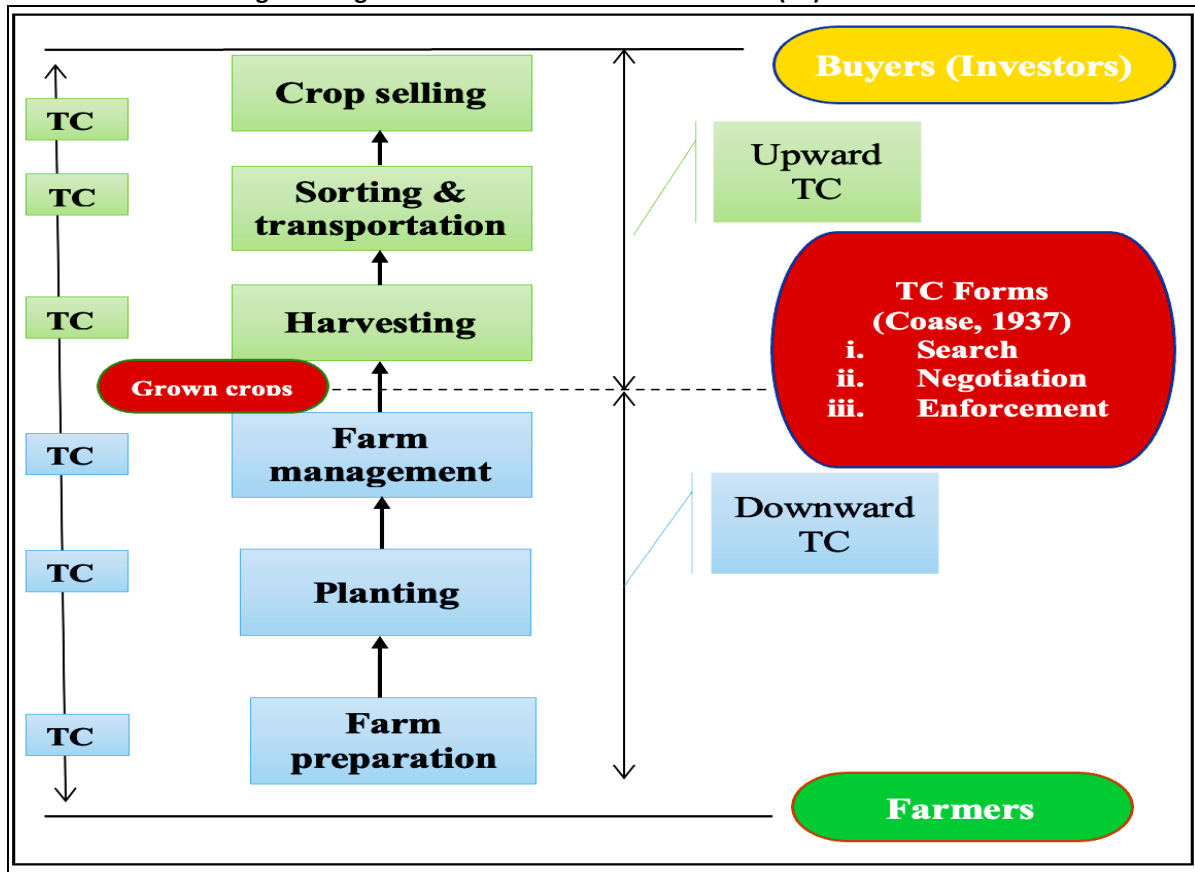 Crop selling
Buyers (Investors)
TC
Upward
TC
TC
Sorting &
transportation
TC Forms
(Coase, 1937)
i. Search
ii. Negotiation
iii. Enforcement
TC
Harvesting
Grown crops
TC
Farm
management
Downward
TC
TC
Planting
TC
Farm
preparation
Farmers